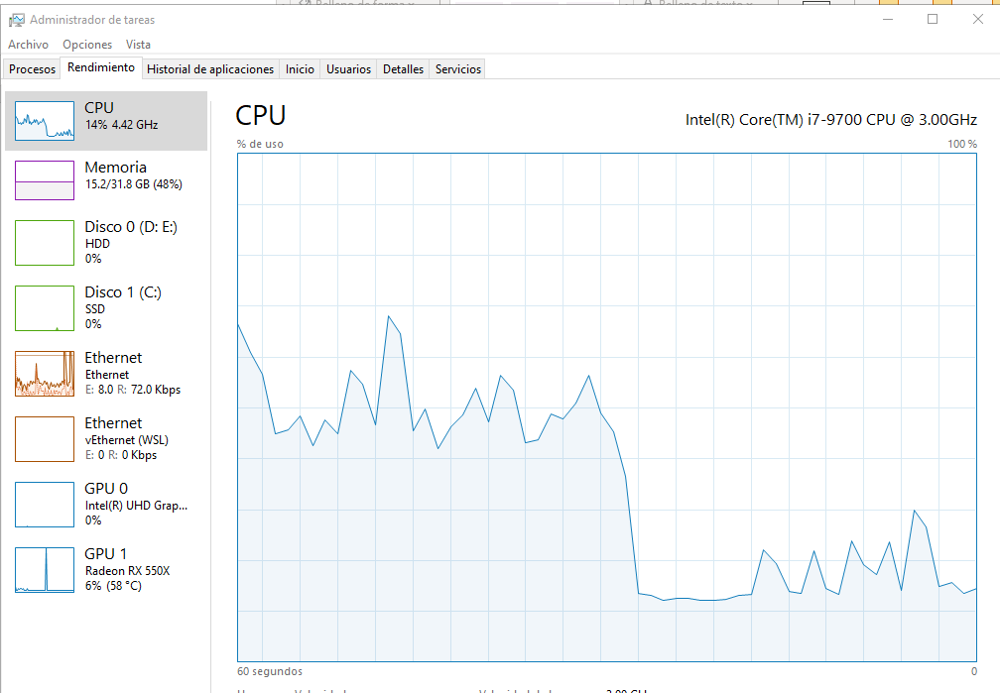 Administrador de tareas
Archivo Opciones Vista
Procesos Rendimiento Historial de aplicaciones Inicio Usuarios Detalles Servicios
CPU
14% 4.42 GHz
Memoria
15.2/31.8 GB (48%)
Disco 0 (D: E:)
HDD
0%
Disco 1 (C:)
SSD
0%
Ethernet
Ethernet
E: 8.0 R: 72.0 Kbps
Ethernet
vEthernet (WSL)
E: 0 R: 0 Kbps
GPU 0
Intel(R) UHD Grap...
0%
GPU 1
Radeon RX 550X
6% (58 °C)
CPU
Intel(R) Core(TM) i7-9700 CPU @ 3.00GHz
% de uso 100 %
60 segundos 0